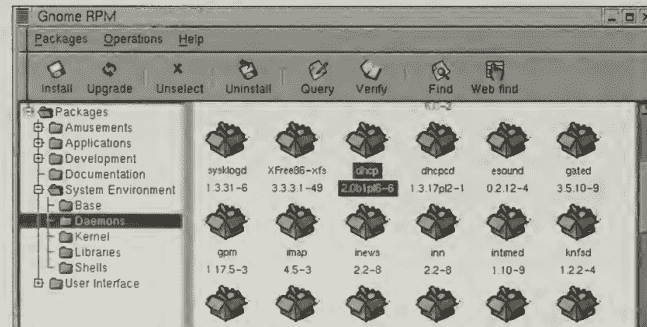 Gnome RPM
Packages Operations Help
Install Upgrade Unselect Uninstall Query Verify Find Web find
Packages
Amusements
Applications
Development
Documentation
System Environment
Base
Daemons
Kernel
Libraries
Shells
User Interface
sysklogd XFree86-xfs dhcp dhcpcd esound gated
1.3.31-6 3.3.3.1-49 2.0b1pl6-6 1.3.17pl2-1 0.2.12-4 3.5.10-9
gpm imap inews inn intimed knfsd
1.17.5-3 4.5-3 2.2-8 2.2-8 1.10-9 1.2.2-4